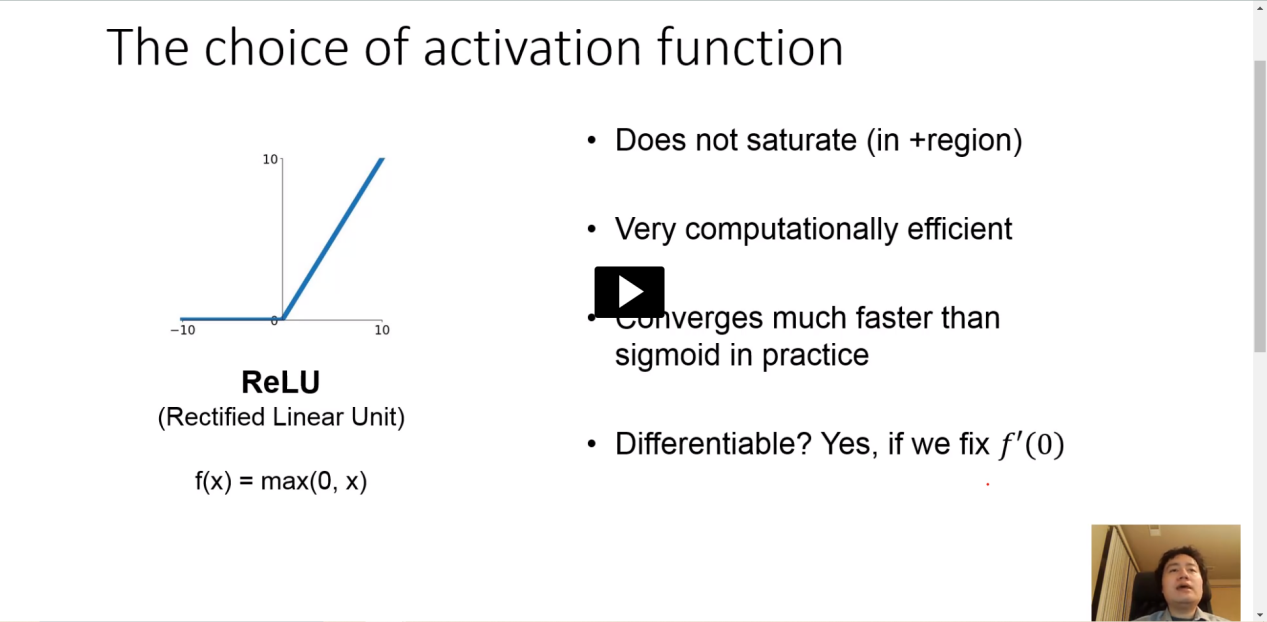 The choice of activation function
10
0
−10
10
ReLU
(Rectified Linear Unit)
f(x) = max(0, x)
• Does not saturate (in +region)
• Very computationally efficient
• Converges much faster than
sigmoid in practice
• Differentiable? Yes, if we fix f′(0)